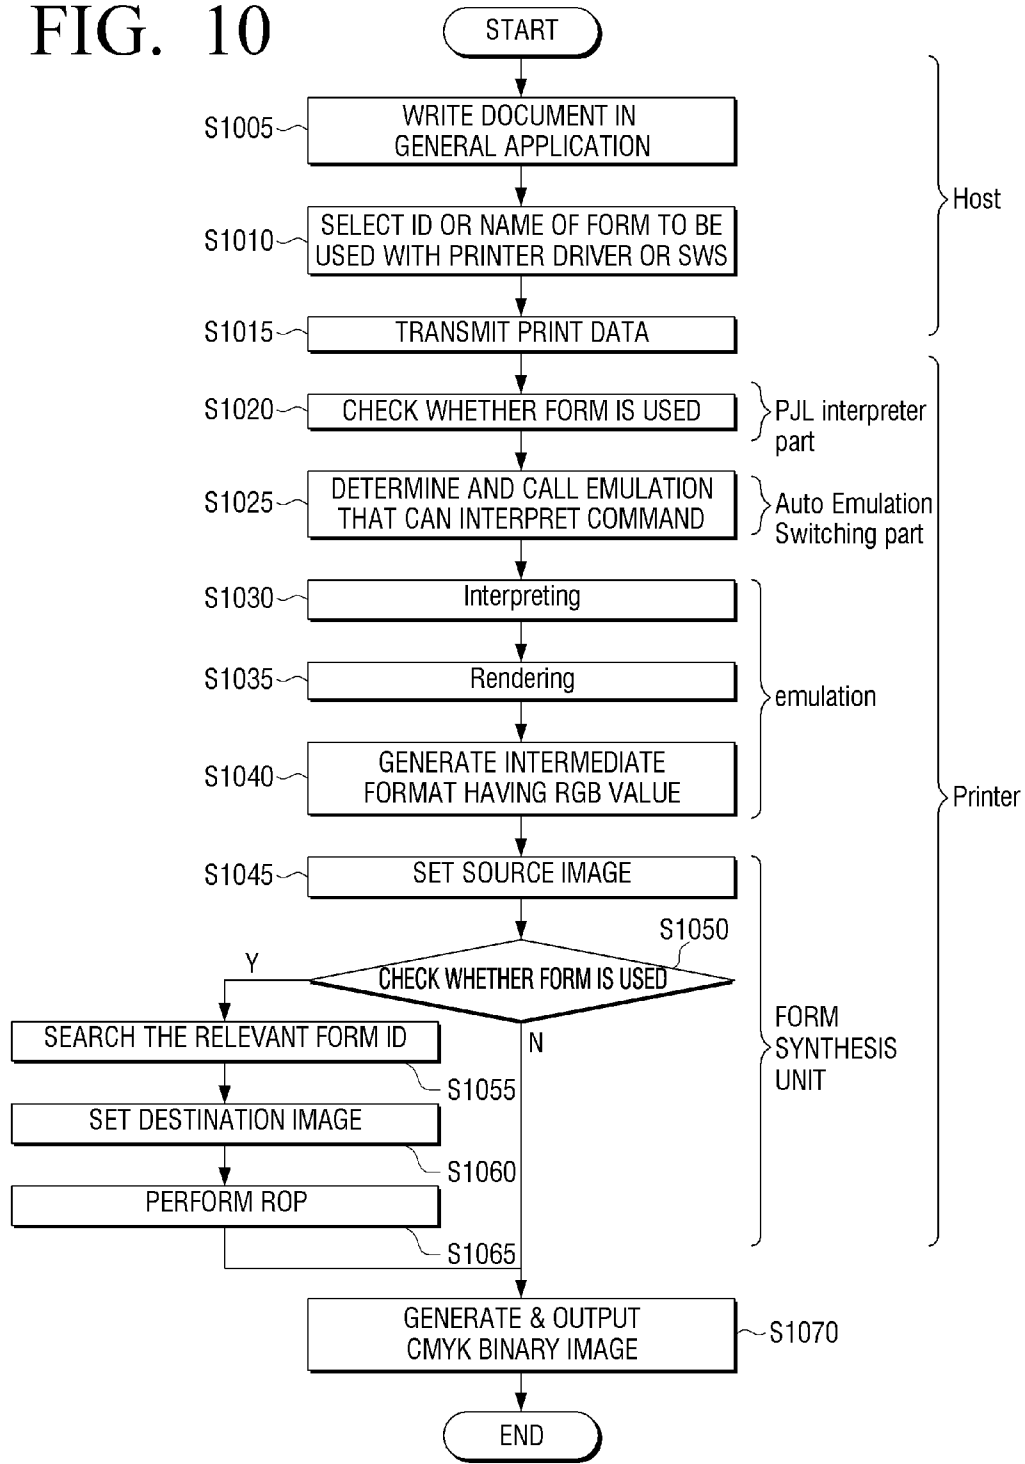 FIG. 10
START
S1005
WRITE DOCUMENT IN
GENERAL APPLICATION
Host
S1010
SELECT ID OR NAME OF FORM TO BE
USED WITH PRINTER DRIVER OR SWS
S1015
TRANSMIT PRINT DATA
S1020
CHECK WHETHER FORM IS USED
PJL interpreter
part
S1025
DETERMINE AND CALL EMULATION
THAT CAN INTERPRET COMMAND
Auto Emulation
Switching part
S1030
Interpreting
S1035
Rendering
emulation
S1040
GENERATE INTERMEDIATE
FORMAT HAVING RGB VALUE
Printer
S1045
SET SOURCE IMAGE
S1050
CHECK WHETHER FORM IS USED
Y
N
SEARCH THE RELEVANT FORM ID
S1055
FORM
SYNTHESIS
UNIT
SET DESTINATION IMAGE
S1060
PERFORM ROP
S1065
GENERATE & OUTPUT
CMYK BINARY IMAGE
S1070
END